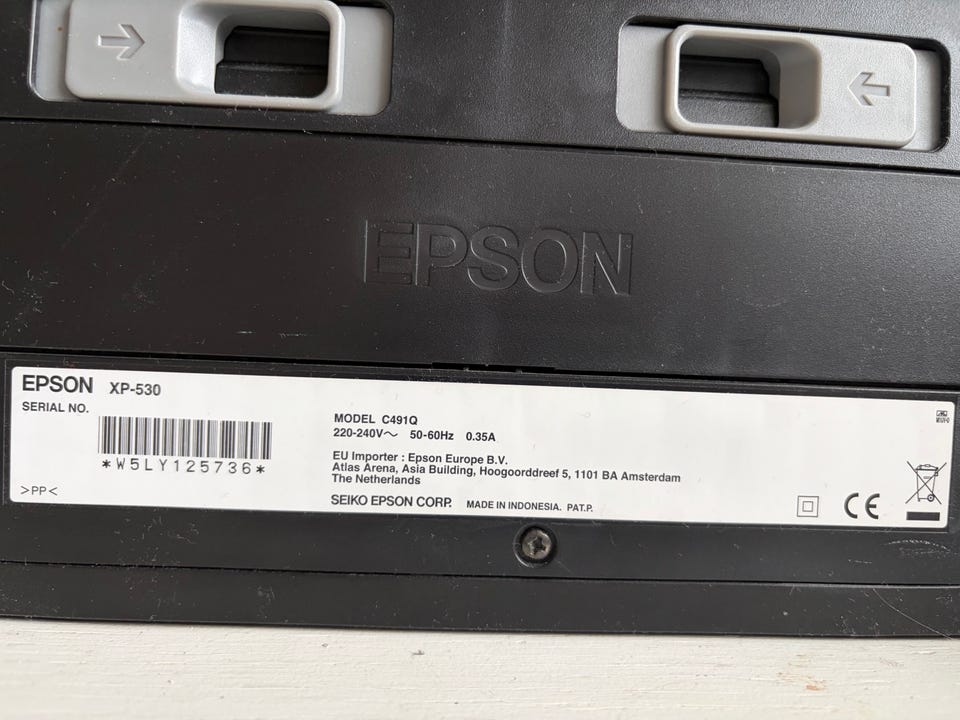 EPSON
EPSON XP-530
SERIAL NO.
*W5LY125736*
>PP<
MODEL C491Q
220-240V～ 50-60Hz 0.35A
EU Importer : Epson Europe B.V.
Atlas Arena, Asia Building, Hoogoorddreef 5, 1101 BA Amsterdam
The Netherlands
SEIKO EPSON CORP. MADE IN INDONESIA. PAT.P.
CE